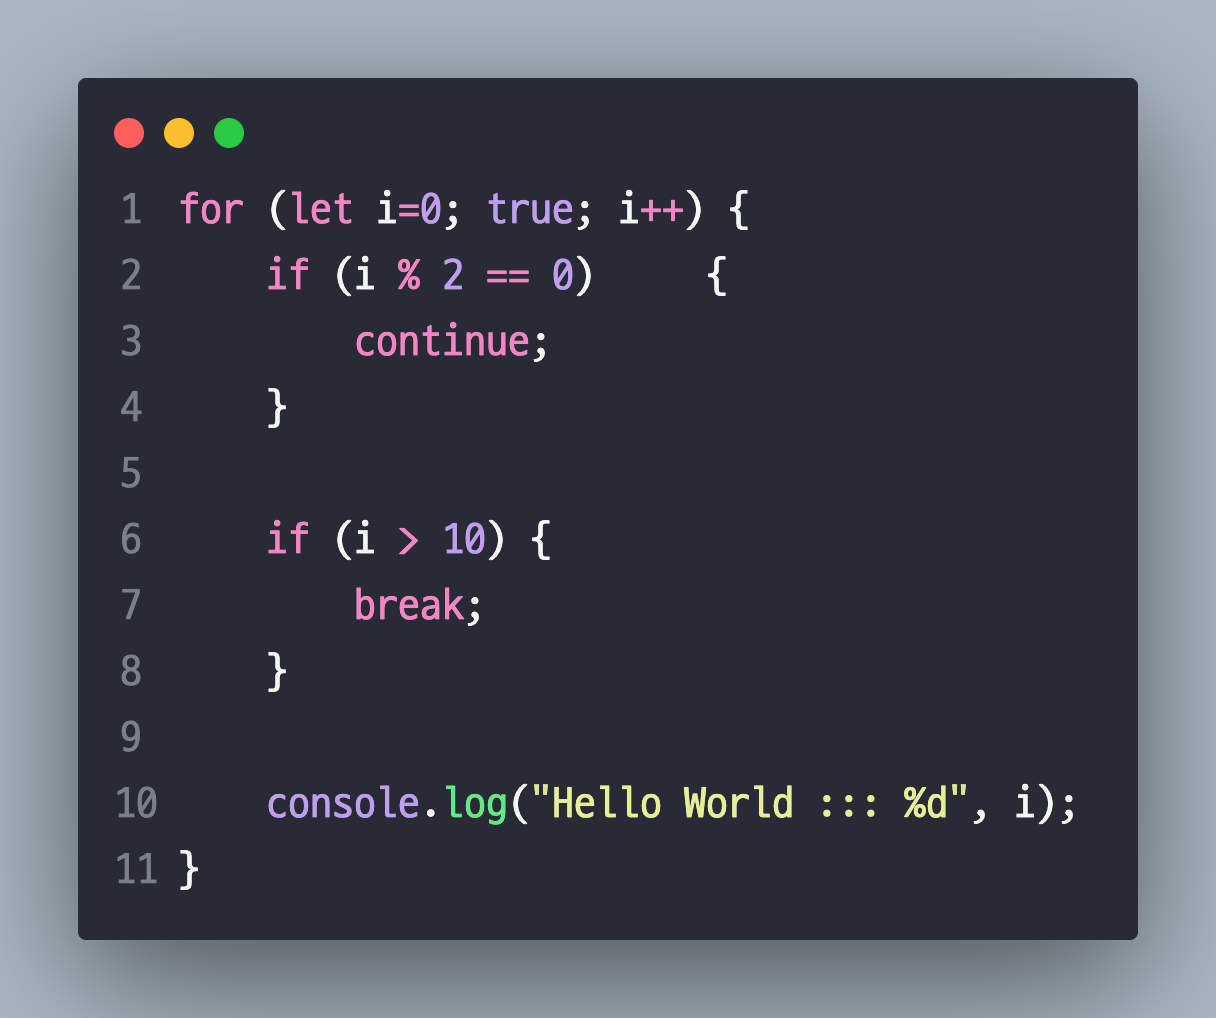 1 for (let i=0; true; i++) {
2     if (i % 2 == 0)     {
3         continue;
4     }
5
6     if (i > 10) {
7         break;
8     }
9
10     console.log("Hello World ::: %d", i);
11 }